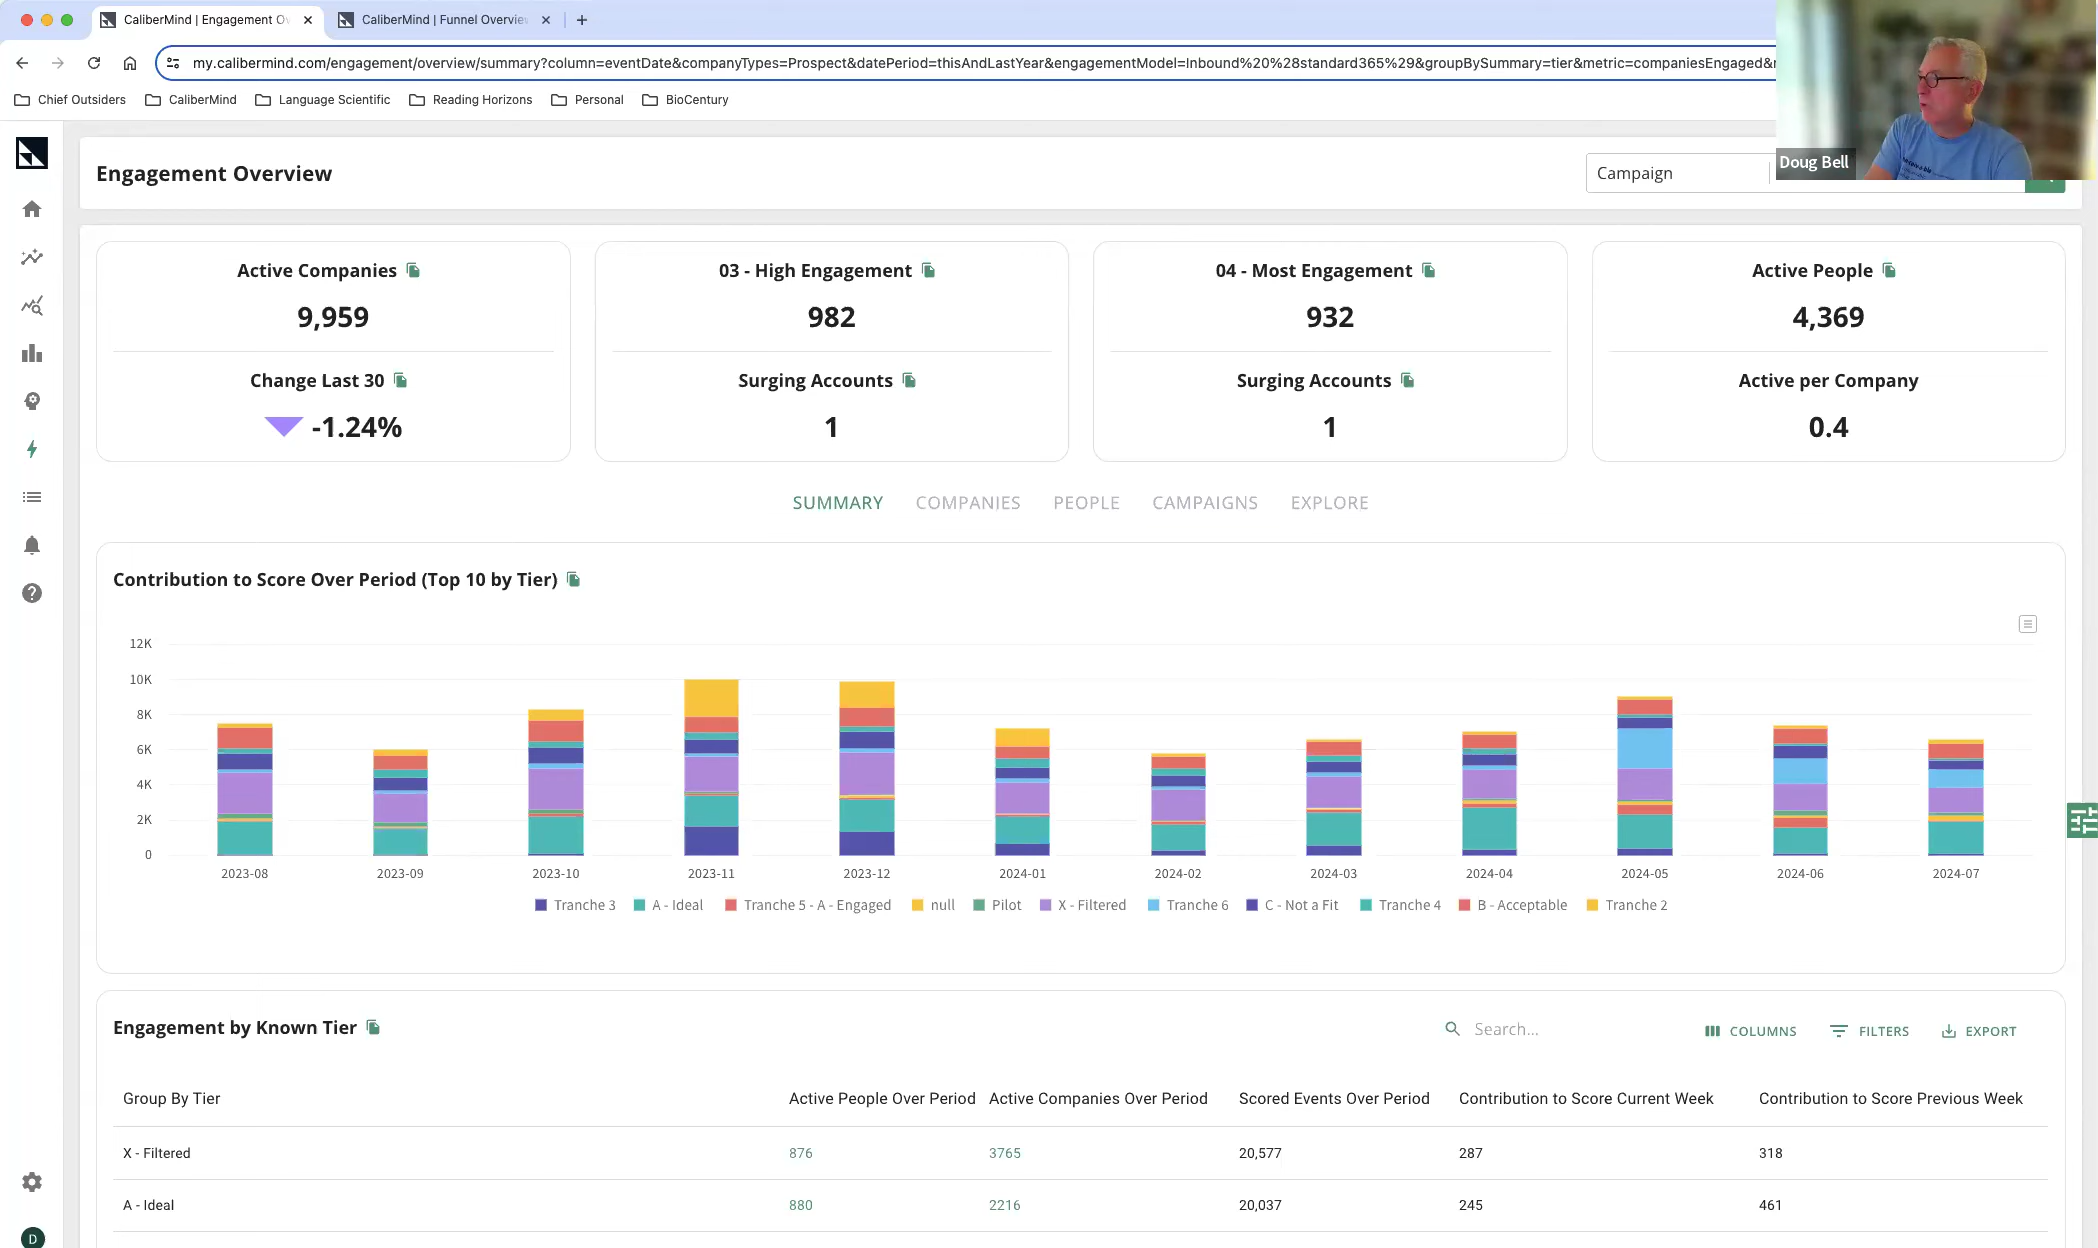 CaliberMind | Engagement Ov
CaliberMind | Funnel Overview
my.calibermind.com/engagement/overview/summary?column=eventDate&companyTypes=Prospect&datePeriod=thisAndLastYear&engagementModel=Inbound%20%28standard365%29&groupBySummary=tier&metric=companiesEngaged&
Chief Outsiders CaliberMind Language Scientific Reading Horizons Personal BioCentury
Doug Bell
Engagement Overview
Campaign
Active Companies 03 - High Engagement 04 - Most Engagement Active People
9,959 982 932 4,369
Change Last 30 Surging Accounts Surging Accounts Active per Company
-1.24% 1 1 0.4
SUMMARY COMPANIES PEOPLE CAMPAIGNS EXPLORE
Contribution to Score Over Period (Top 10 by Tier)
12K
10K
8K
6K
4K
2K
0
2023-08 2023-09 2023-10 2023-11 2023-12 2024-01 2024-02 2024-03 2024-04 2024-05 2024-06 2024-07
Tranche 3 A - Ideal Tranche 5 - A - Engaged null Pilot X - Filtered Tranche 6 C - Not a Fit Tranche 4 B - Acceptable Tranche 2
Engagement by Known Tier
Search...
COLUMNS FILTERS EXPORT
Group By Tier Active People Over Period Active Companies Over Period Scored Events Over Period Contribution to Score Current Week Contribution to Score Previous Week
X - Filtered 876 3765 20,577 287 318
A - Ideal 880 2216 20,037 245 461
D